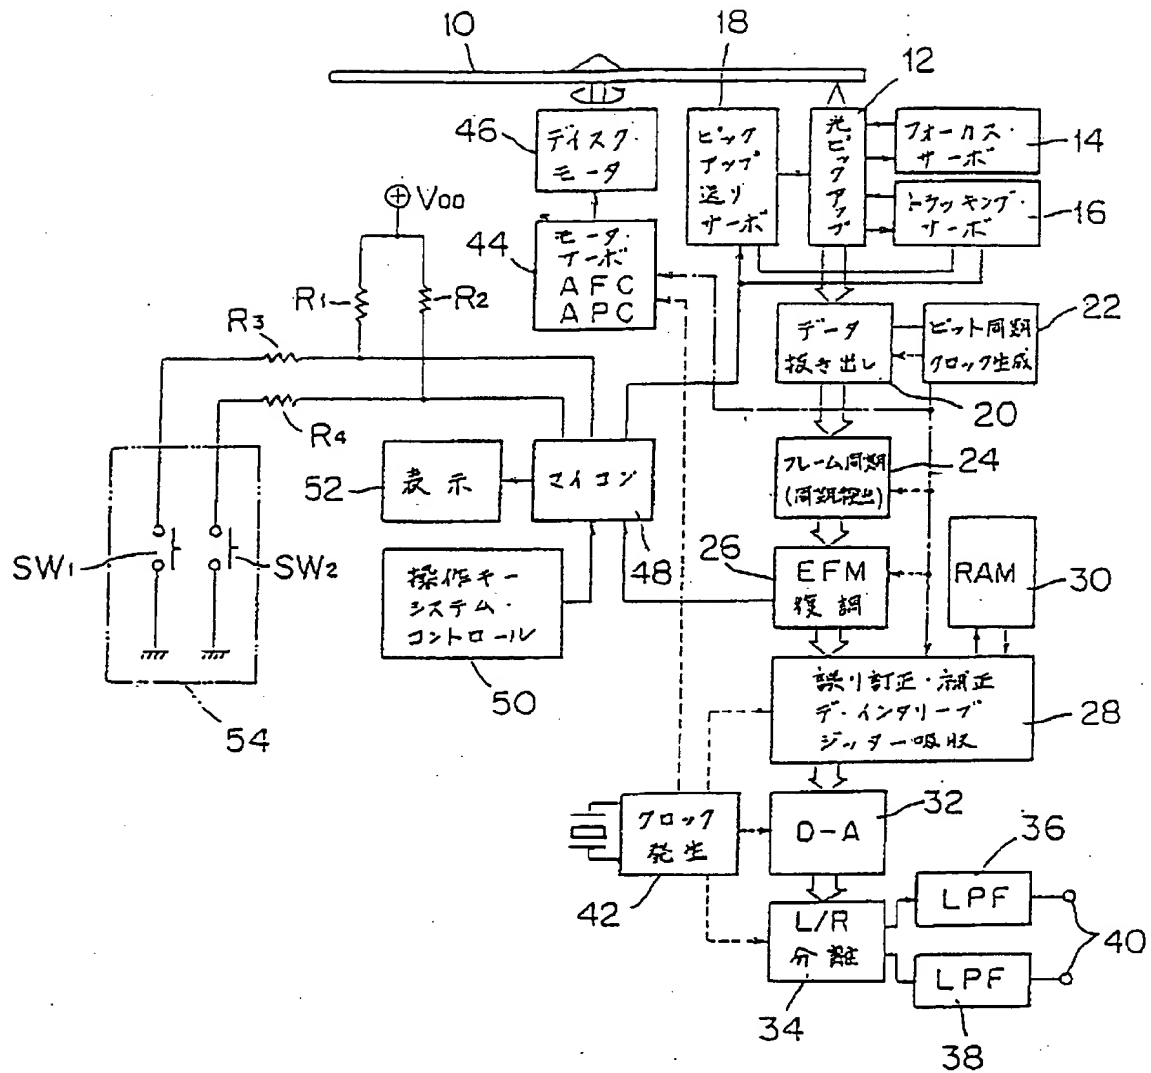 10
18
12
46
ディスク・
モータ
ピック
アップ
送り
サーボ
光ピックアップ
フォーカス・
サーボ
14
トラッキング・
サーボ
16
VDD
44
モータ・
サーボ
AFC
APC
R1
R2
R3
R4
データ
抜き出し
20
ビット同期
クロック生成
22
フレーム同期
(同期検出)
24
52
表示
マイコン
48
SW1
SW2
54
操作キー
システム・
コントロール
50
26
EFM
復調
RAM
30
誤り訂正・補正
デ・インタリーブ
ジッター吸収
28
クロック
発生
42
D-A
32
L/R
分離
34
LPF
36
LPF
38
40